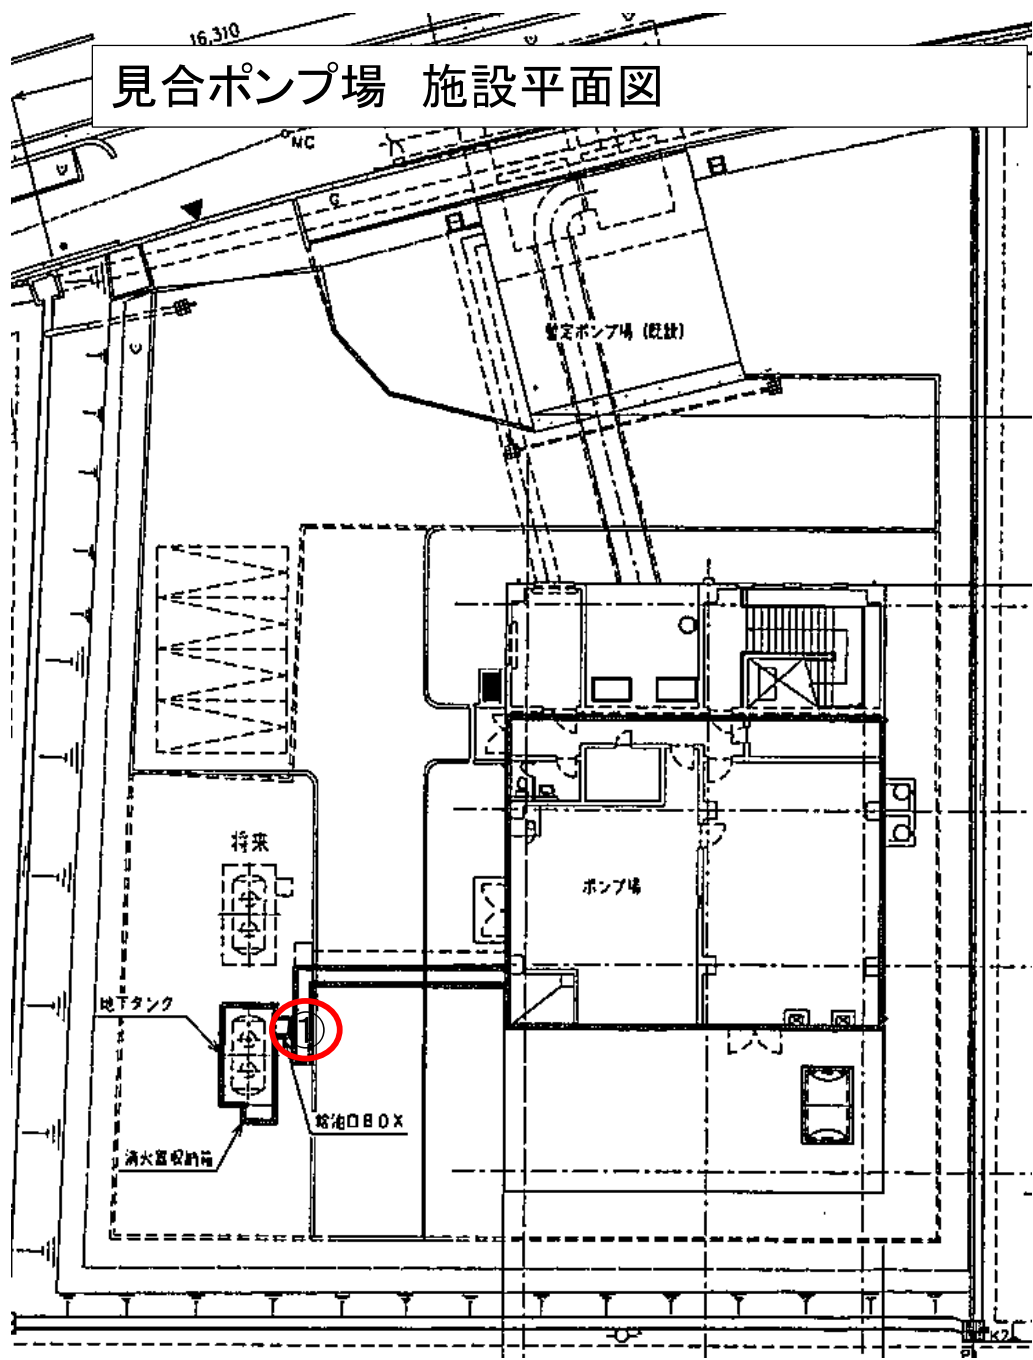 16,310
見合ポンプ場 施設平面図
MC
G
暫定ポンプ場 (既設)
将来
ポンプ場
地下タンク
1
給油口BOX
消火器収納箱